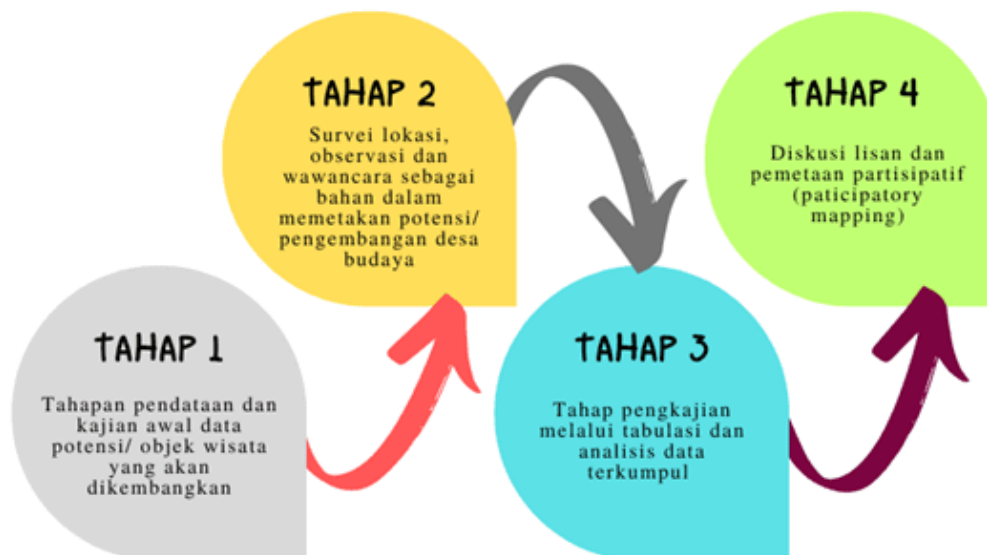 TAHAP 1
Tahapan pendataan dan
kajian awal data
potensi/ objek wisata
yang akan
dikembangkan
TAHAP 2
Survei lokasi,
observasi dan
wawancara sebagai
bahan dalam
memetakan potensi/
pengembangan desa
budaya
TAHAP 3
Tahap pengkajian
melalui tabulasi dan
analisis data
terkumpul
TAHAP 4
Diskusi lisan dan
pemetaan partisipatif
(paticipatory
mapping)